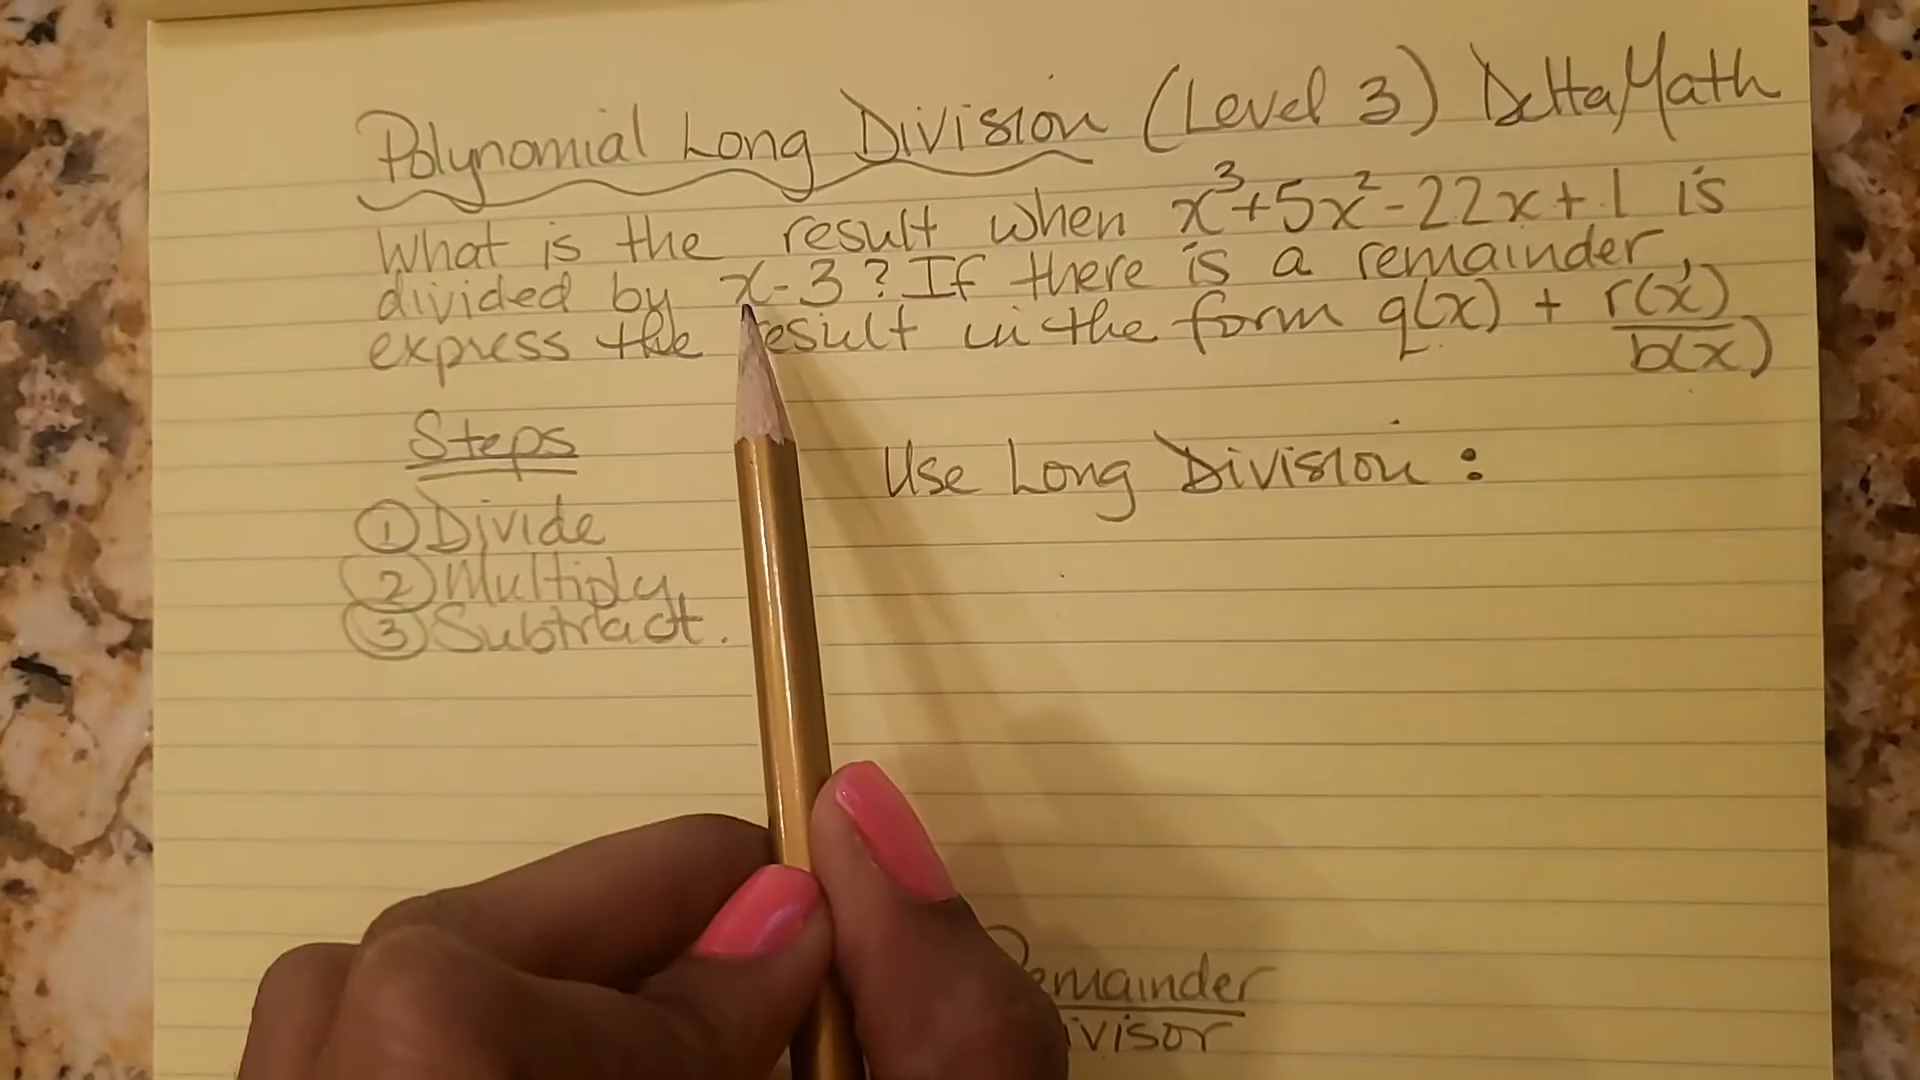 Polynomial Long Division (Level 3) DeltaMath
What is the result when x³+5x²-22x+1 is
divided by x-3? If there is a remainder,
express the result in the form q(x) + r(x)/b(x)
Steps
① Divide
② Multiply
③ Subtract.
Use Long Division:
Remainder